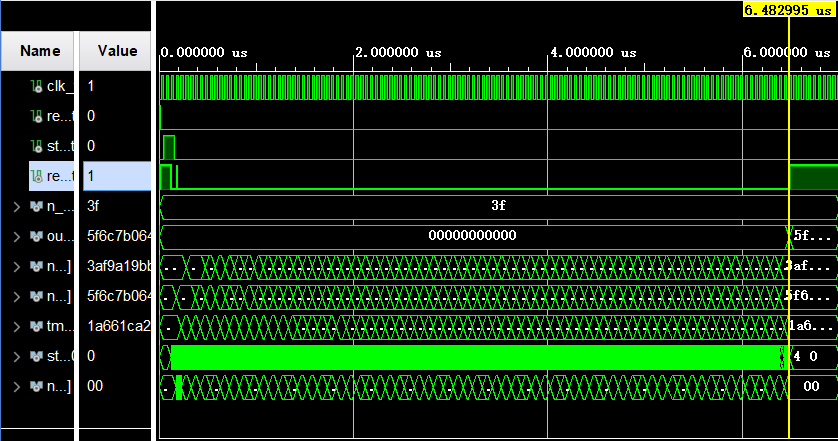 6.482995 us
Name Value
0.000000 us 2.000000 us 4.000000 us 6.000000 us
clk_ 1
re...t 0
st...t 0
re...t 1
n_... 3f 3f
ou... 5f6c7b064 00000000000 5f...
n...] 3af9a19bb 3af...
n...] 5f6c7b064 5f6...
tm... 1a661ca2 1a6...
st... 0 4 0
n...] 00 00